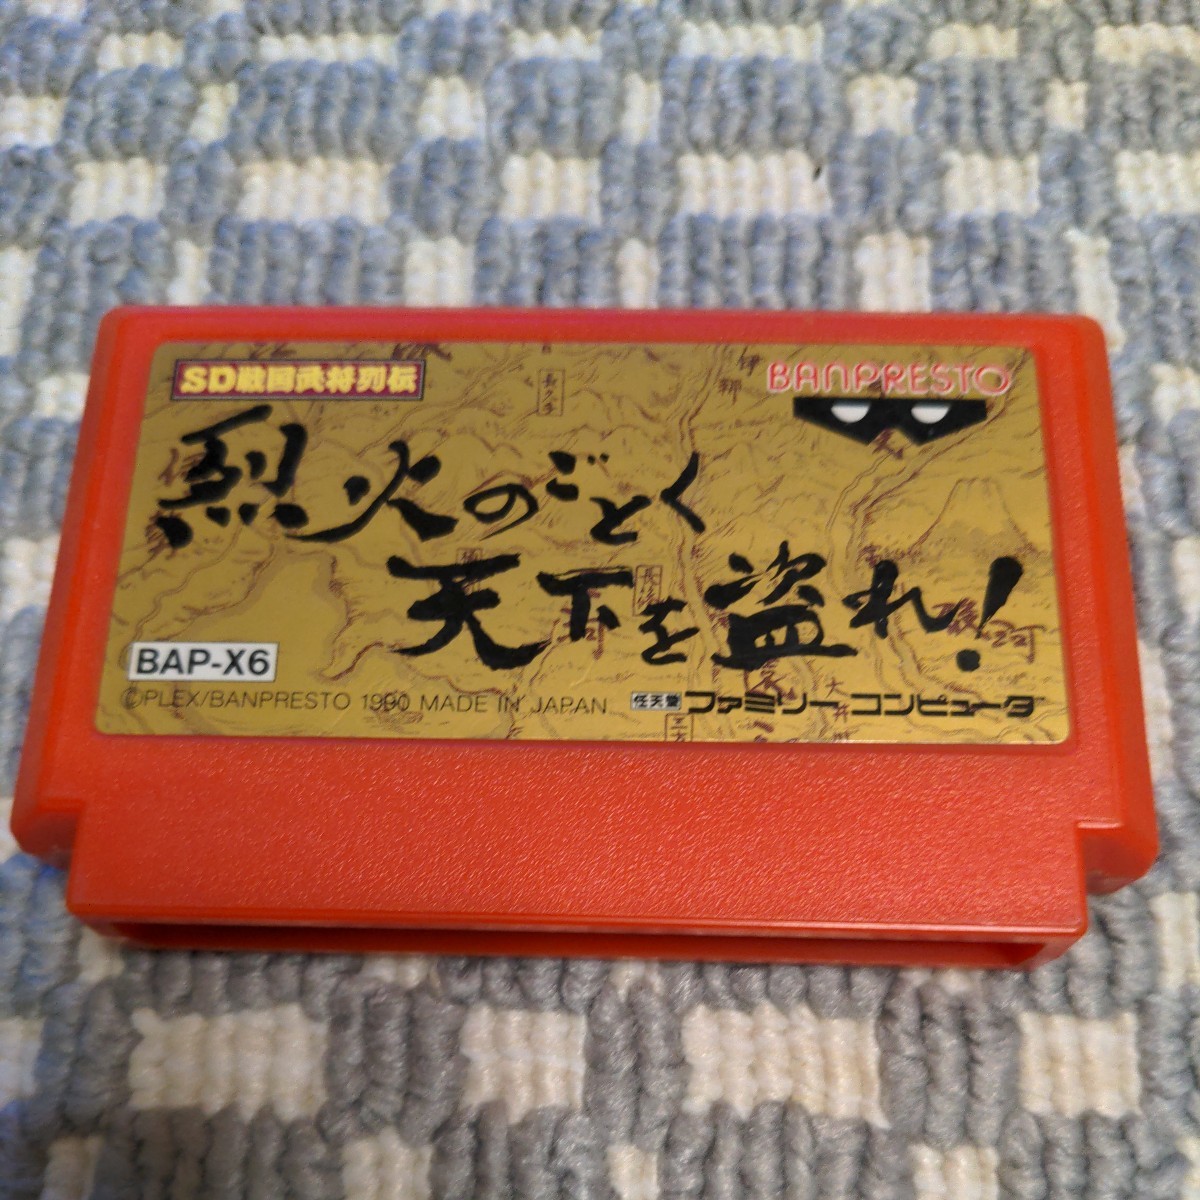 SD戦国武将列伝
BANPRESTO
烈火のごとく
天下を盗れ!
BAP-X6
©PLEX/BANPRESTO 1990 MADE IN JAPAN
任天堂 ファミリーコンピュータ
伊那